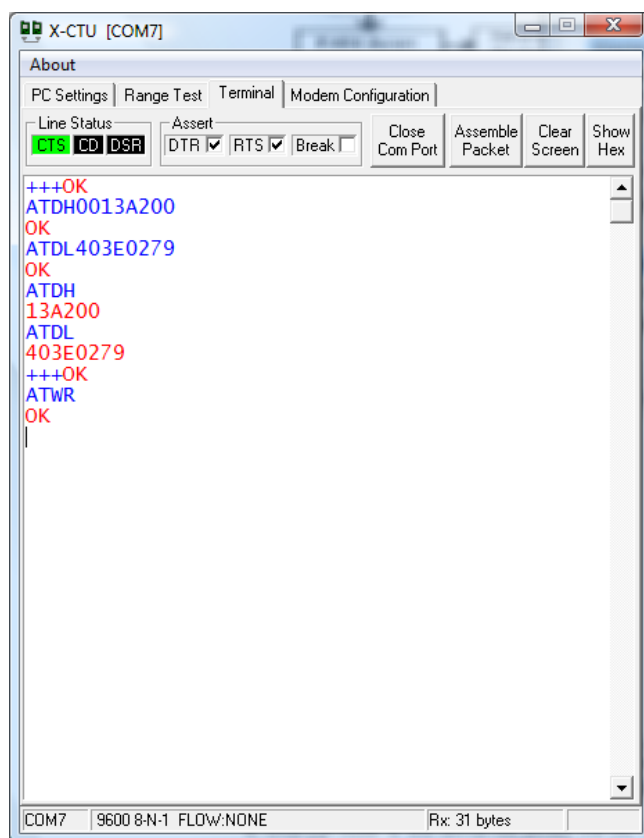 X-CTU [COM7]
About
PC Settings Range Test Terminal Modem Configuration
Line Status Assert
CTS CD DSR DTR RTS Break
Close Com Port
Assemble Packet
Clear Screen
Show Hex
+++OK
ATDH0013A200
OK
ATDL403E0279
OK
ATDH
13A200
ATDL
403E0279
+++OK
ATWR
OK
COM7 9600 8-N-1 FLOW:NONE Rx: 31 bytes